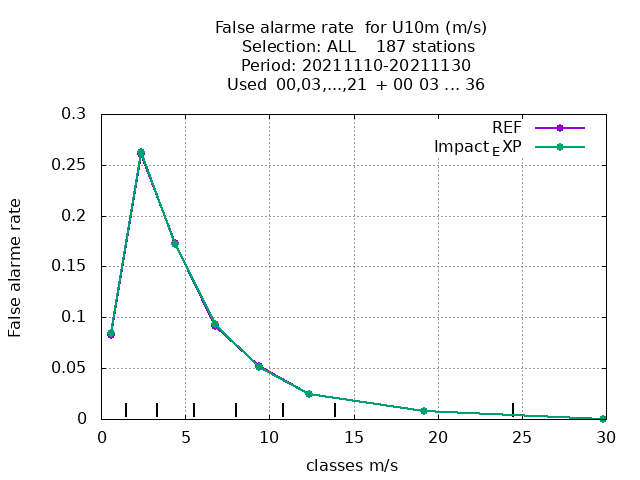 False alarme rate  for U10m (m/s)
Selection: ALL    187 stations
Period: 20211110-20211130
Used  00,03,...,21  + 00 03 ... 36
REF
Impact EXP
False alarme rate
0.3
0.25
0.2
0.15
0.1
0.05
0
0 5 10 15 20 25 30
classes m/s